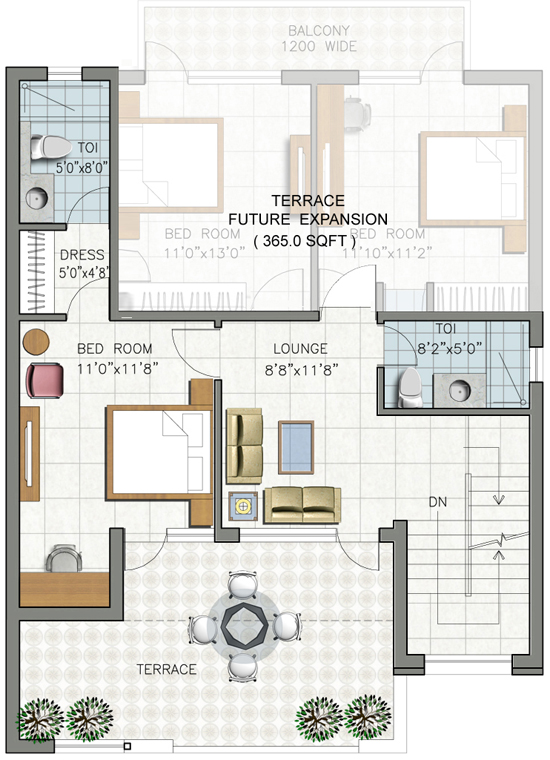 BALCONY
1200 WIDE
TOI
5'0"x8'0"
TERRACE
FUTURE EXPANSION
( 365.0 SQFT )
BED ROOM
11'0"x13'0"
BED ROOM
11'10"x11'2"
DRESS
5'0"x4'8'
BED ROOM
11'0"x11'8"
LOUNGE
8'8"x11'8"
TOI
8'2"x5'0"
DN
TERRACE